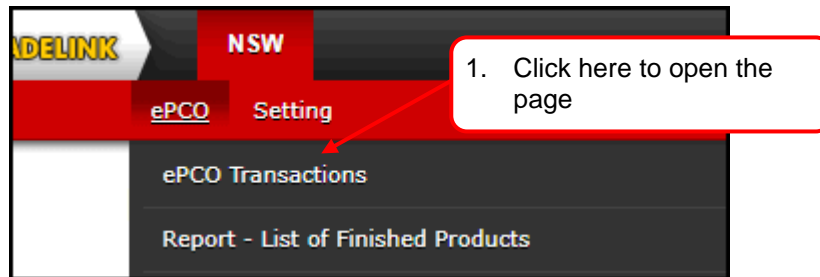 ADELINK
NSW
1. Click here to open the
page
ePCO Setting
ePCO Transactions
Report - List of Finished Products